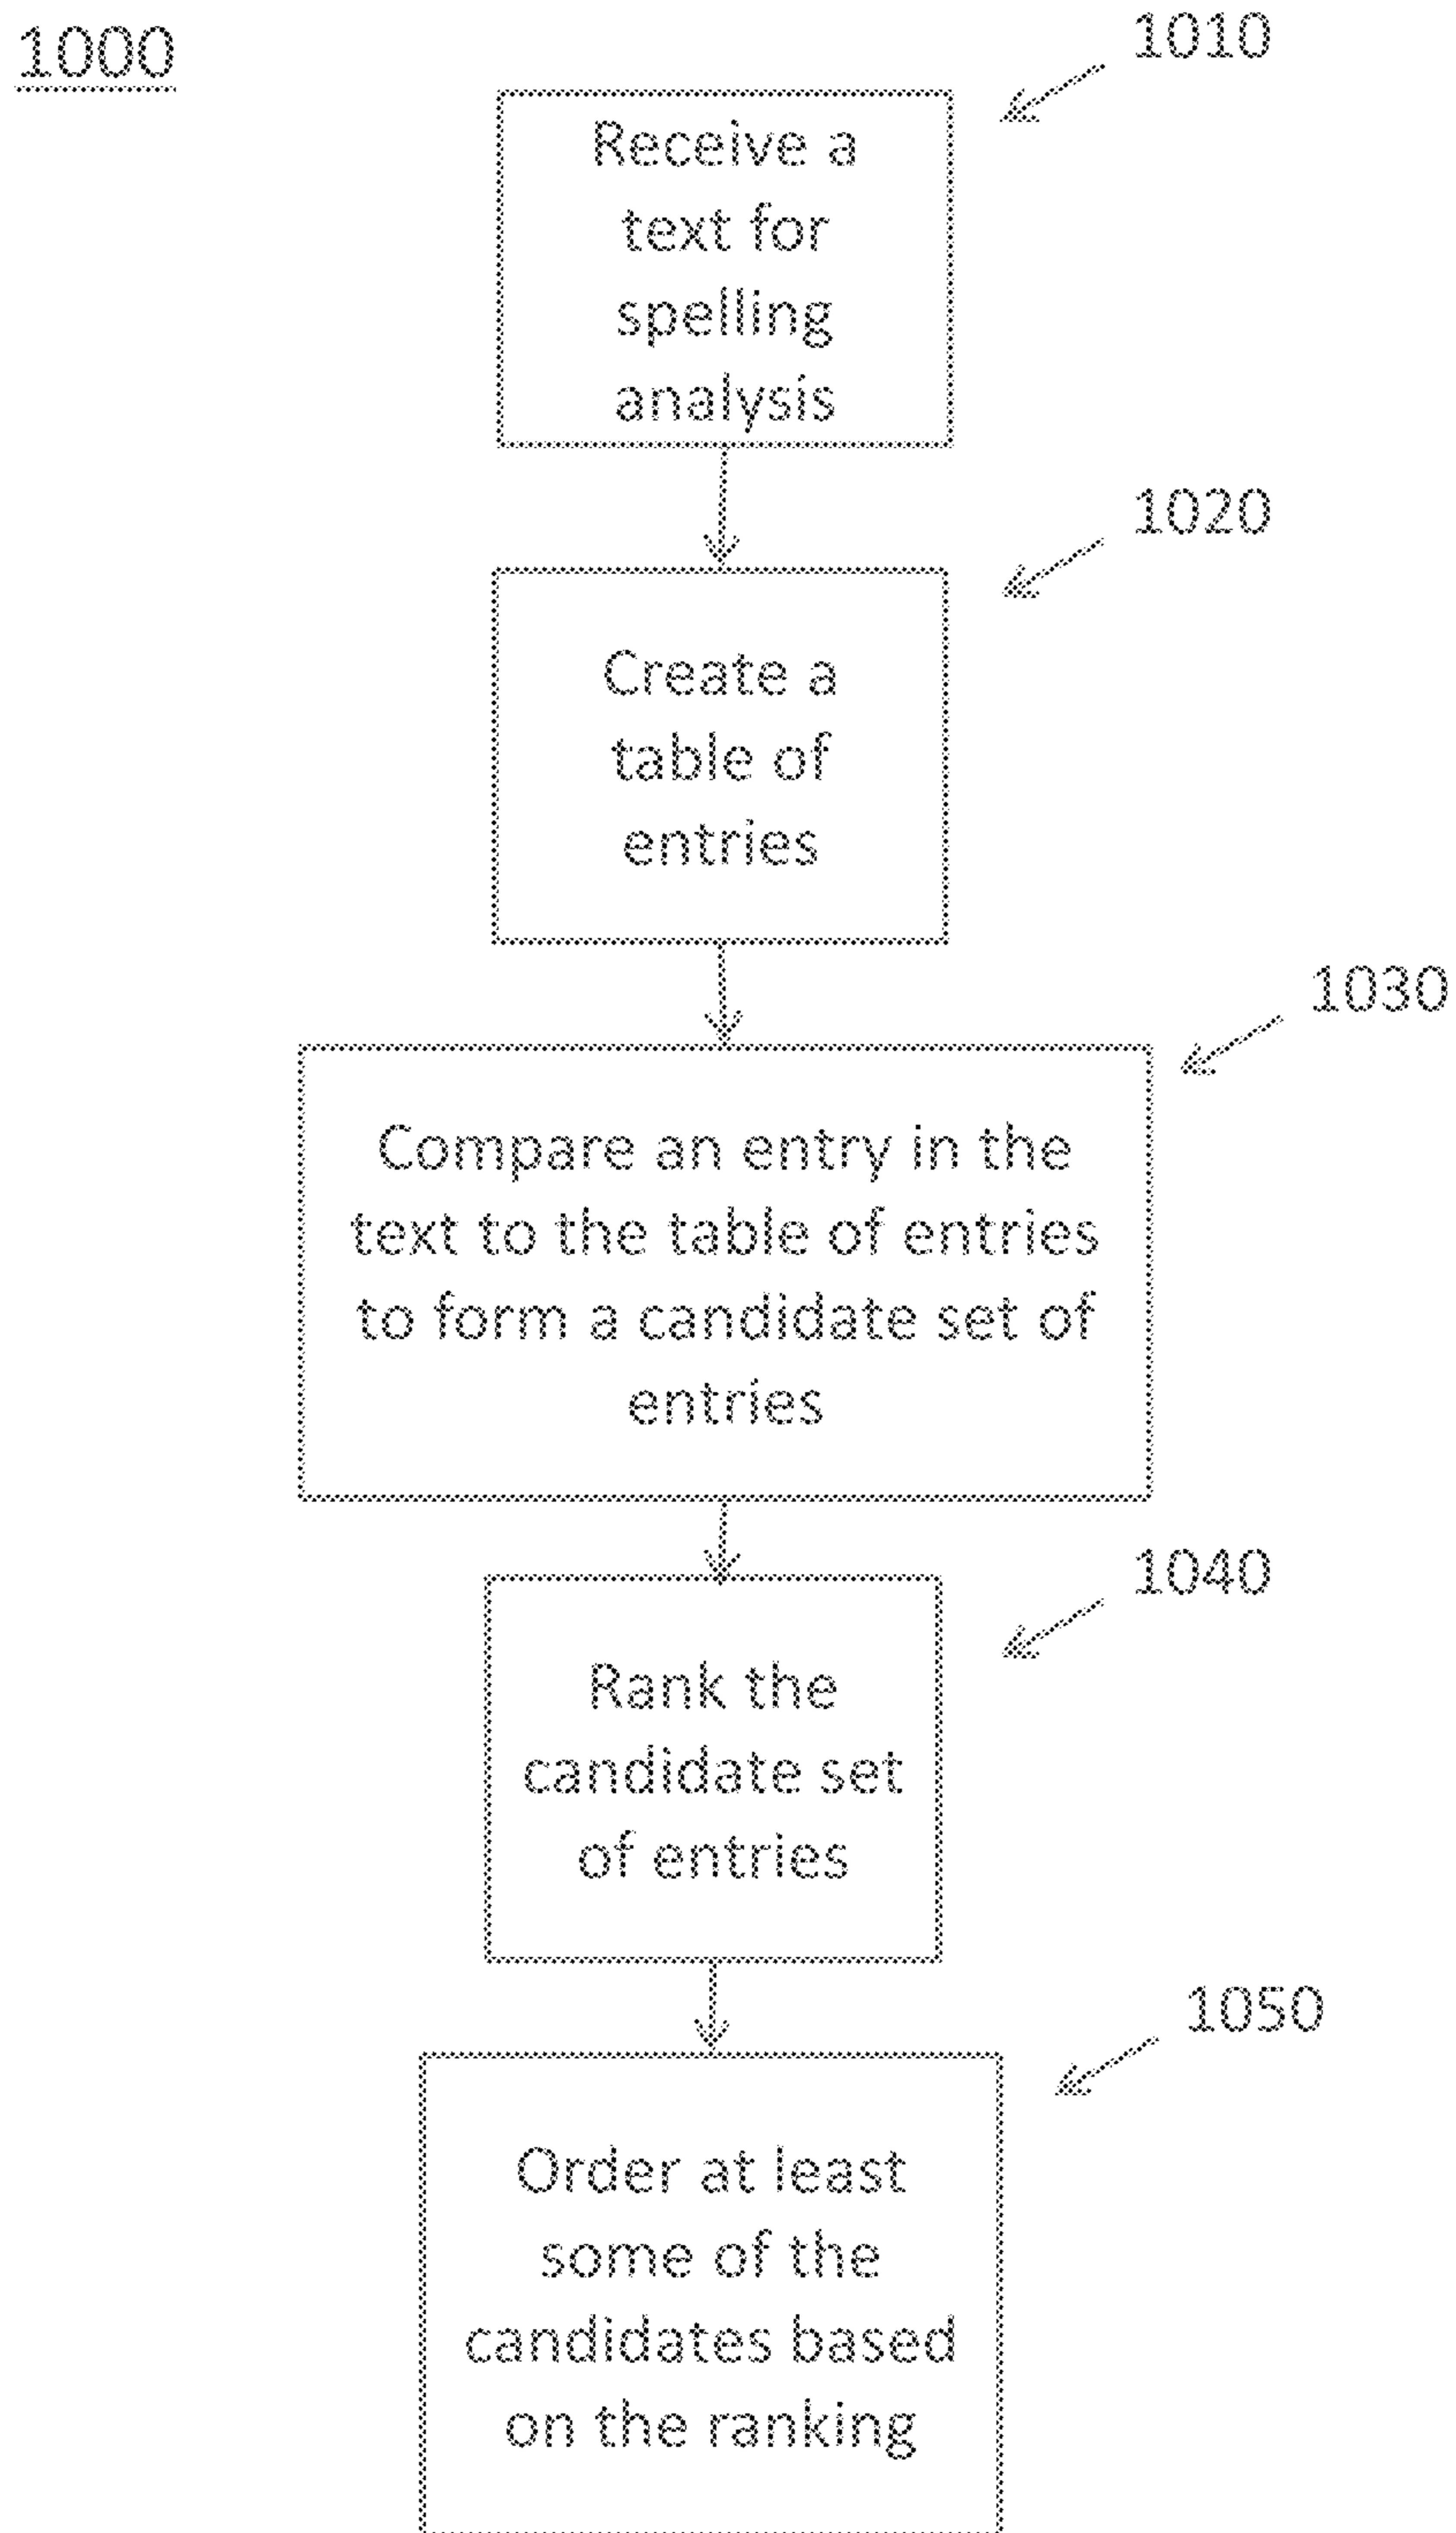 1000
1010
Receive a
text for
spelling
analysis
1020
Create a
table of
entries
1030
Compare an entry in the
text to the table of entries
to form a candidate set of
entries
1040
Rank the
candidate set
of entries
1050
Order at least
some of the
candidates based
on the ranking